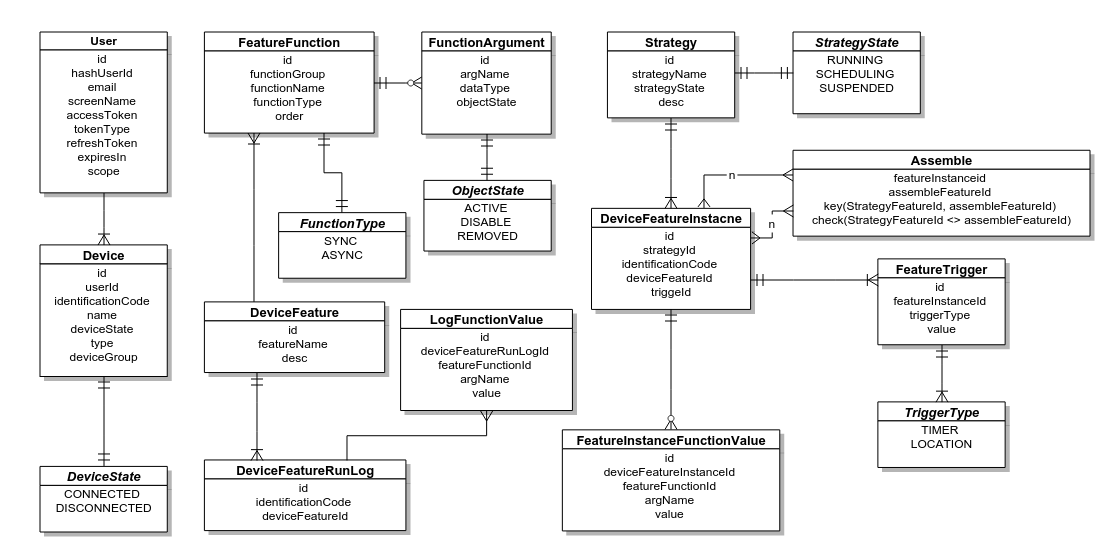 User
id
hashUserId
email
screenName
accessToken
tokenType
refreshToken
expiresIn
scope
FeatureFunction
id
functionGroup
functionName
functionType
order
FunctionArgument
id
argName
dataType
objectState
Strategy
id
strategyName
strategyState
desc
StrategyState
RUNNING
SCHEDULING
SUSPENDED
Assemble
featureInstanceid
assembleFeatureId
key(StrategyFeatureId, assembleFeatureId)
check(StrategyFeatureId <> assembleFeatureId)
n
n
ObjectState
ACTIVE
DISABLE
REMOVED
FunctionType
SYNC
ASYNC
DeviceFeatureInstacne
id
strategyId
identificationCode
deviceFeatureId
triggeId
Device
id
userId
identificationCode
name
deviceState
type
deviceGroup
FeatureTrigger
id
featureInstanceId
triggerType
value
DeviceFeature
id
featureName
desc
LogFunctionValue
id
deviceFeatureRunLogId
featureFunctionId
argName
value
TriggerType
TIMER
LOCATION
FeatureInstanceFunctionValue
id
deviceFeatureInstanceId
featureFunctionId
argName
value
DeviceState
CONNECTED
DISCONNECTED
DeviceFeatureRunLog
id
identificationCode
deviceFeatureId